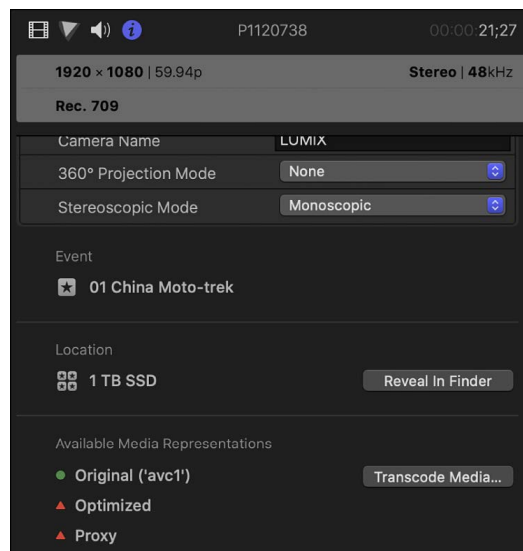 P1120738 00:00:21;27
1920 × 1080 | 59.94p Stereo | 48kHz
Rec. 709
Camera Name LUMIX
360° Projection Mode None
Stereoscopic Mode Monoscopic
Event
01 China Moto-trek
Location
1 TB SSD Reveal In Finder
Available Media Representations
Original ('avc1') Transcode Media...
Optimized
Proxy